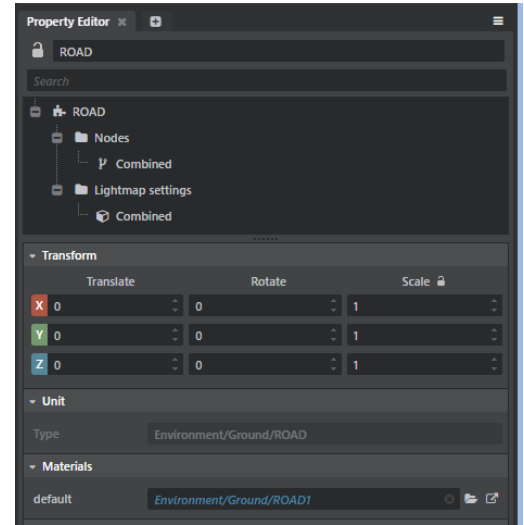 Property Editor
ROAD
Search
ROAD
Nodes
Combined
Lightmap settings
Combined
Transform
Translate Rotate Scale
X 0 0 1
Y 0 0 1
Z 0 0 1
Unit
Type Environment/Ground/ROAD
Materials
default Environment/Ground/ROAD1